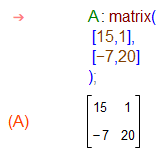 → A: matrix(
[15,1],
[−7,20]
);
(A) [15 1
−7 20]